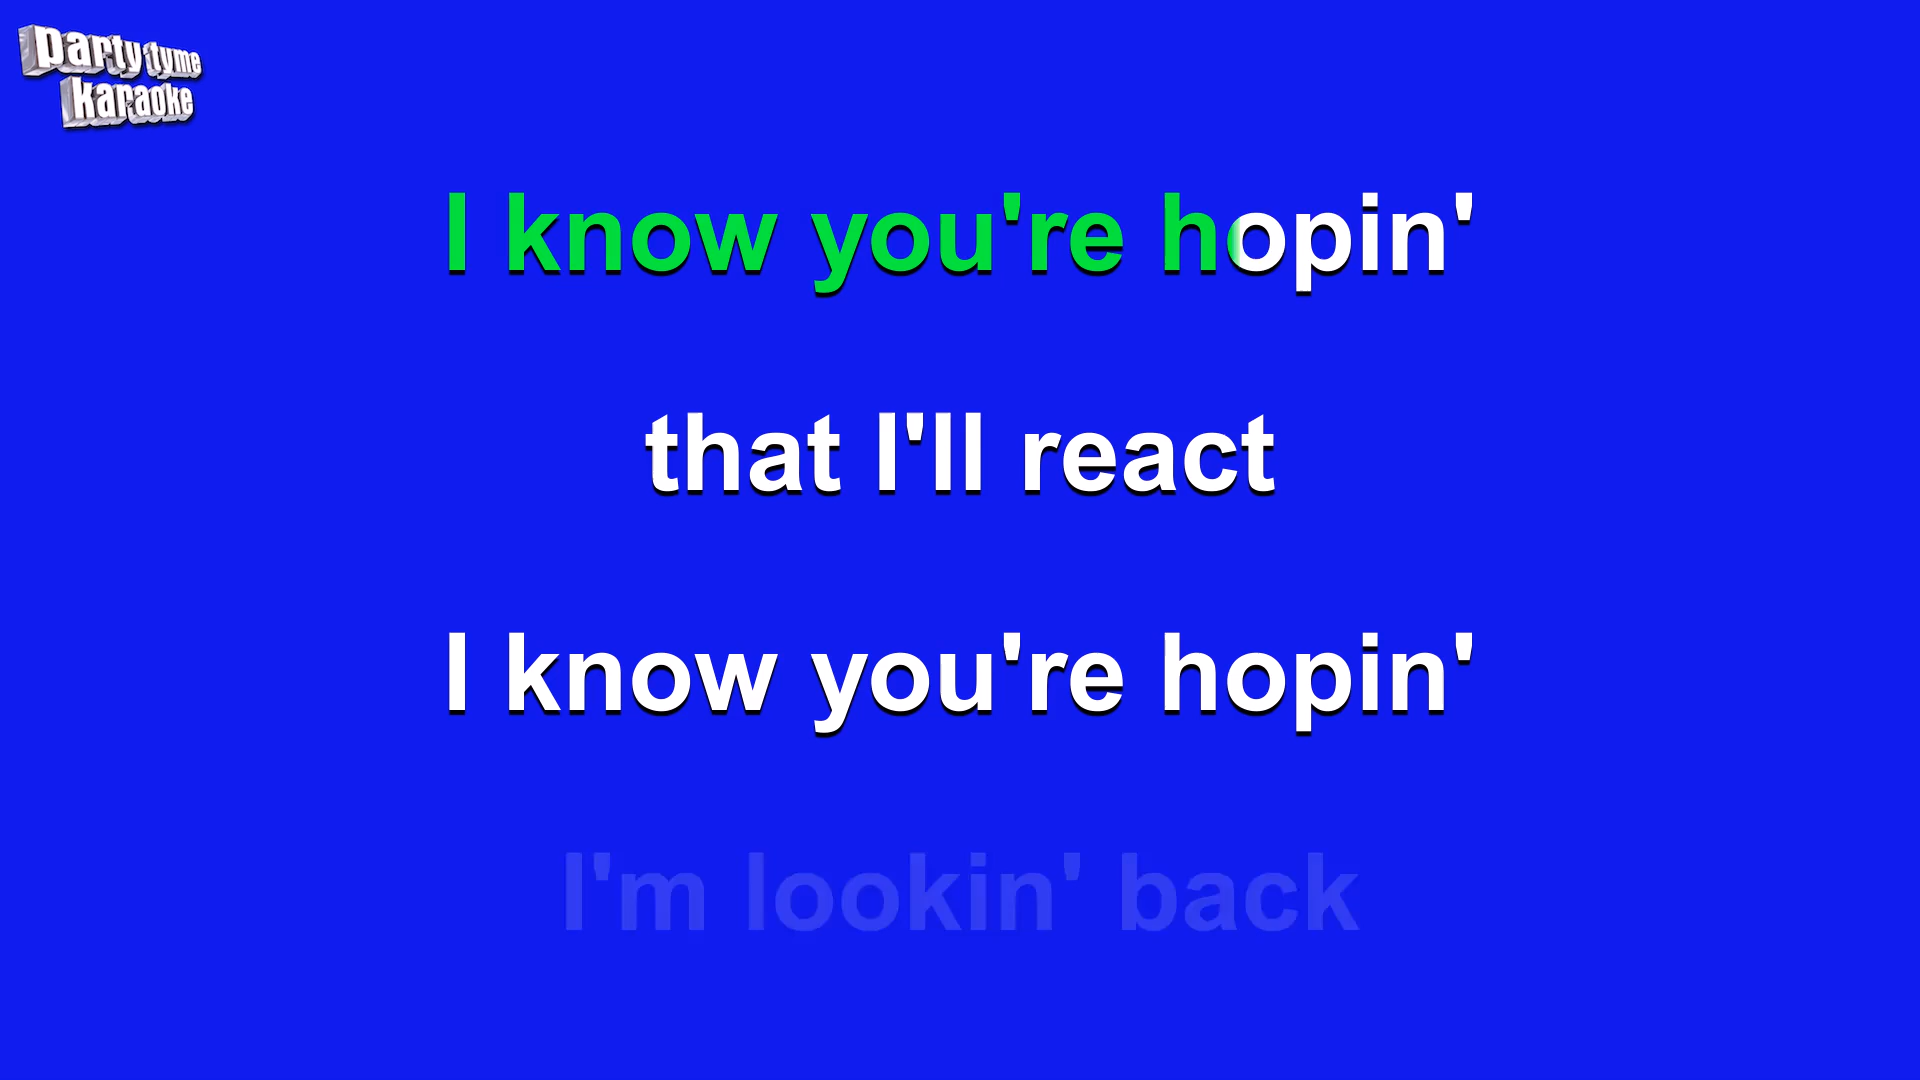 party tyme
karaoke
I know you're hopin'
that I'll react
I know you're hopin'
I'm lookin' back